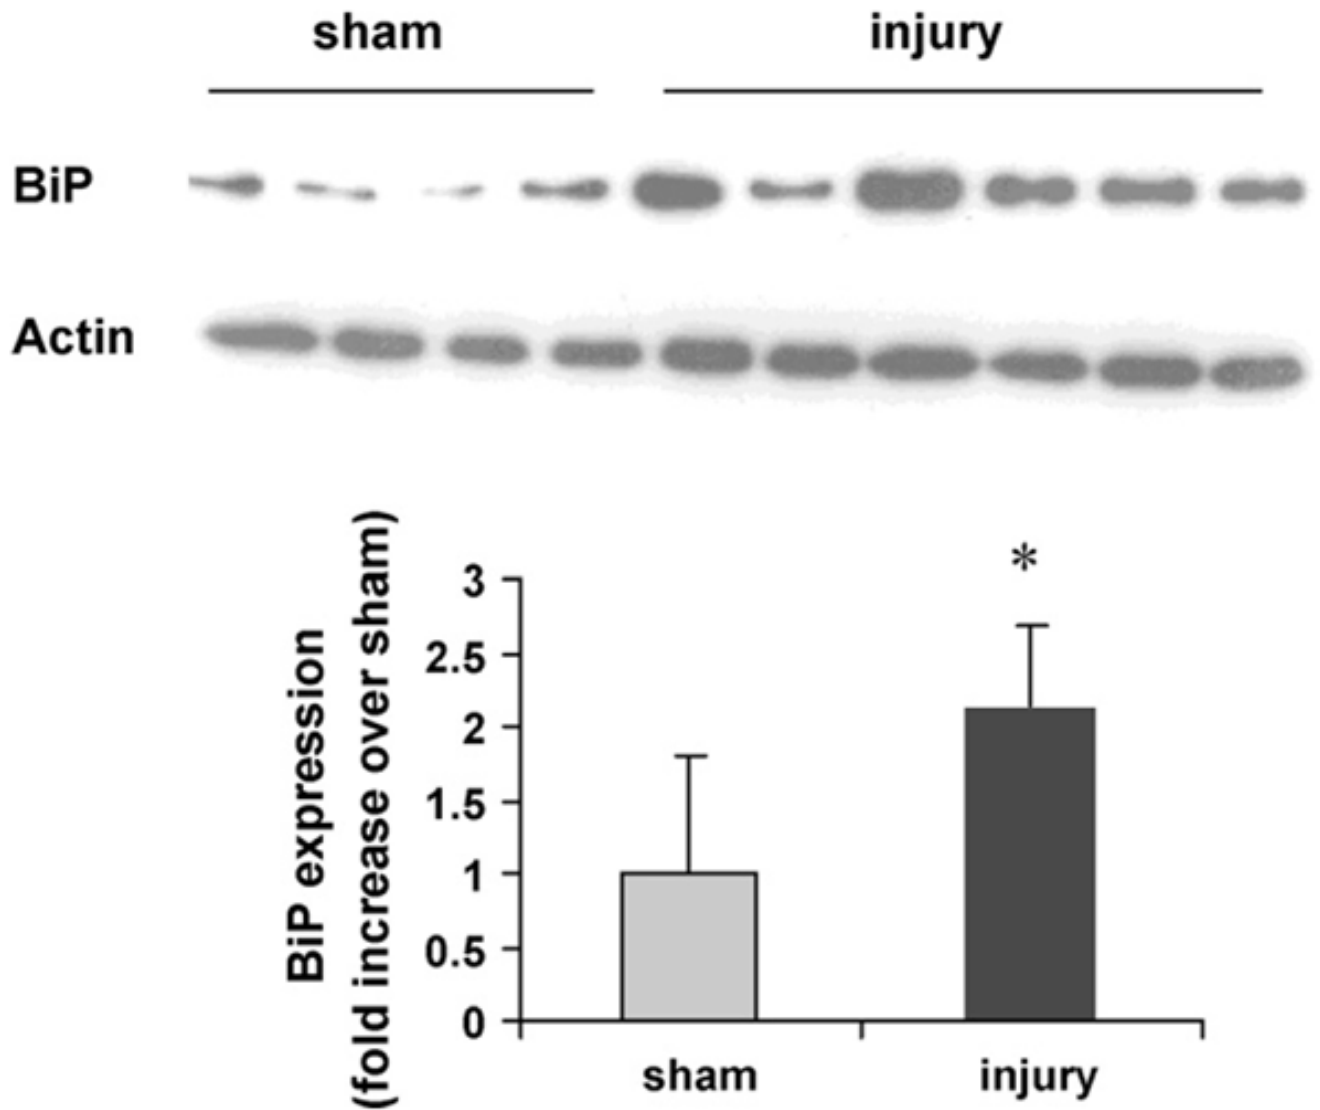 sham injury
BiP
Actin
BiP expression
(fold increase over sham)
*
3
2.5
2
1.5
1
0.5
0
sham injury